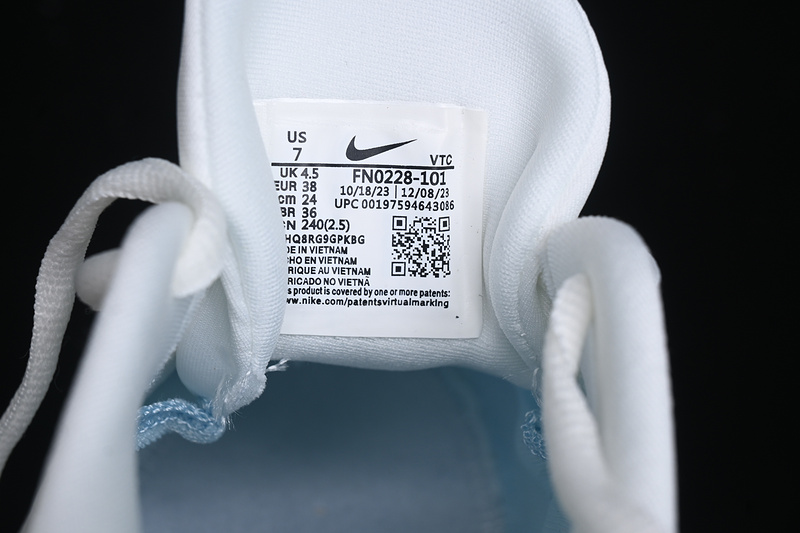 US
7
VTC
UK 4.5
EUR 38
cm 24
BR 36
CN 240(2.5)
FN0228-101
10/18/23 | 12/08/23
UPC 00197594643086
HQ8RG9GPKBG
DE IN VIETNAM
CHO EN VIETNAM
RIQUE AU VIETNAM
RICADO NO VIETNÃ
s product is covered by one or more patents:
ww.nike.com/patentsvirtualmarking